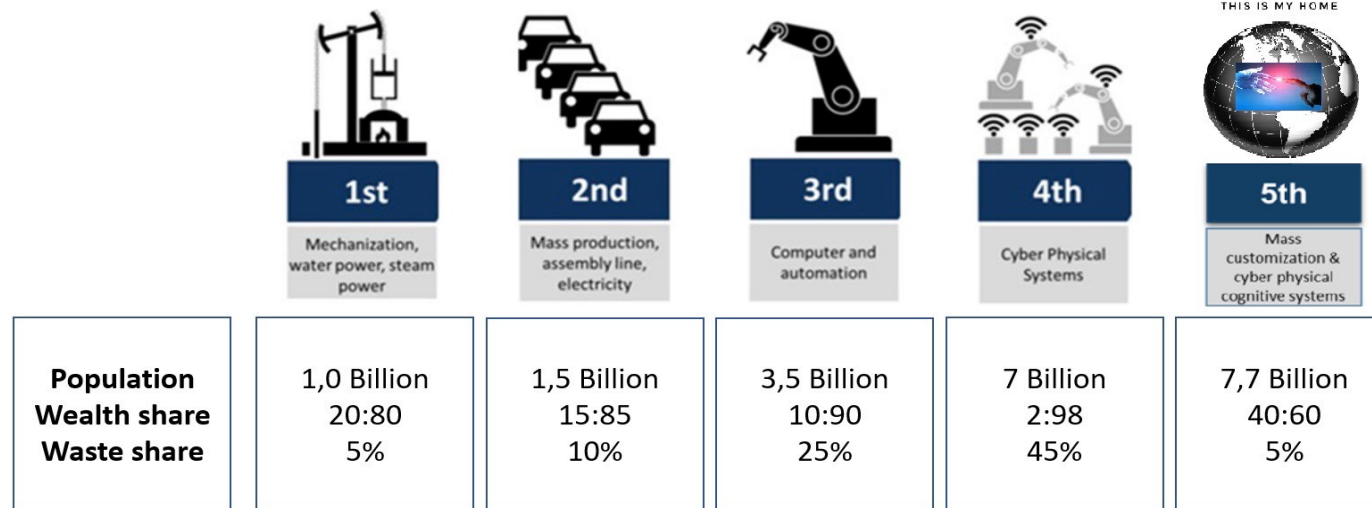 THIS IS MY HOME
1st
Mechanization,
water power, steam
power
2nd
Mass production,
assembly line,
electricity
3rd
Computer and
automation
4th
Cyber Physical
Systems
5th
Mass
customization &
cyber physical
cognitive systems
Population
Wealth share
Waste share
1,0 Billion
20:80
5%
1,5 Billion
15:85
10%
3,5 Billion
10:90
25%
7 Billion
2:98
45%
7,7 Billion
40:60
5%